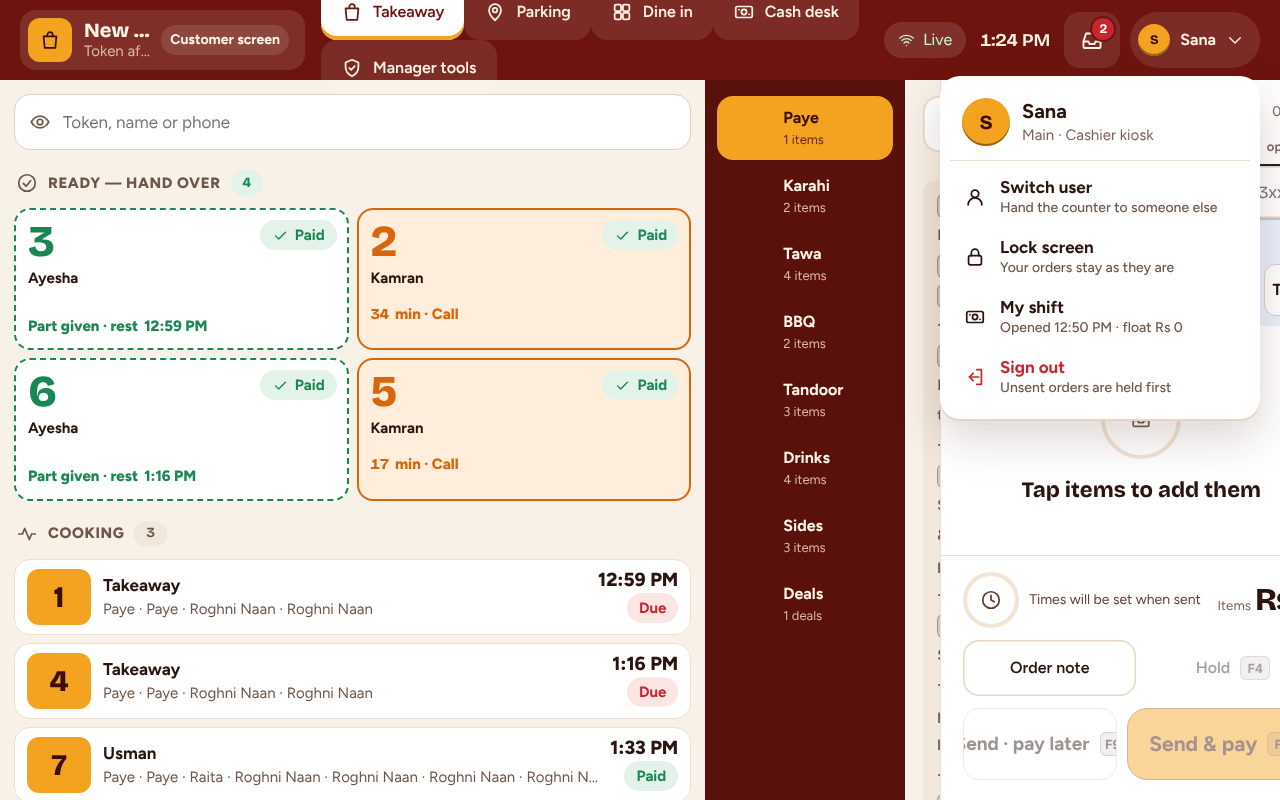 New ...
Token af...
Customer screen
Takeaway
Parking
Dine in
Cash desk
Manager tools
Live
1:24 PM
2
S
Sana
Token, name or phone
READY — HAND OVER
4
3
Paid
Ayesha
Part given · rest 12:59 PM
2
Paid
Kamran
34 min · Call
6
Paid
Ayesha
Part given · rest 1:16 PM
5
Paid
Kamran
17 min · Call
COOKING
3
1
Takeaway
Paye · Paye · Roghni Naan · Roghni Naan
12:59 PM
Due
4
Takeaway
Paye · Paye · Roghni Naan · Roghni Naan
1:16 PM
Due
7
Usman
Paye · Paye · Raita · Roghni Naan · Roghni Naan · Roghni Naan · Roghni N...
1:33 PM
Paid
Paye
1 items
Karahi
2 items
Tawa
4 items
BBQ
2 items
Tandoor
3 items
Drinks
4 items
Sides
3 items
Deals
1 deals
S
Sana
Main · Cashier kiosk
Switch user
Hand the counter to someone else
Lock screen
Your orders stay as they are
My shift
Opened 12:50 PM · float Rs 0
Sign out
Unsent orders are held first
Tap items to add them
Times will be set when sent
Items
Order note
Hold
F4
Send · pay later
Send & pay